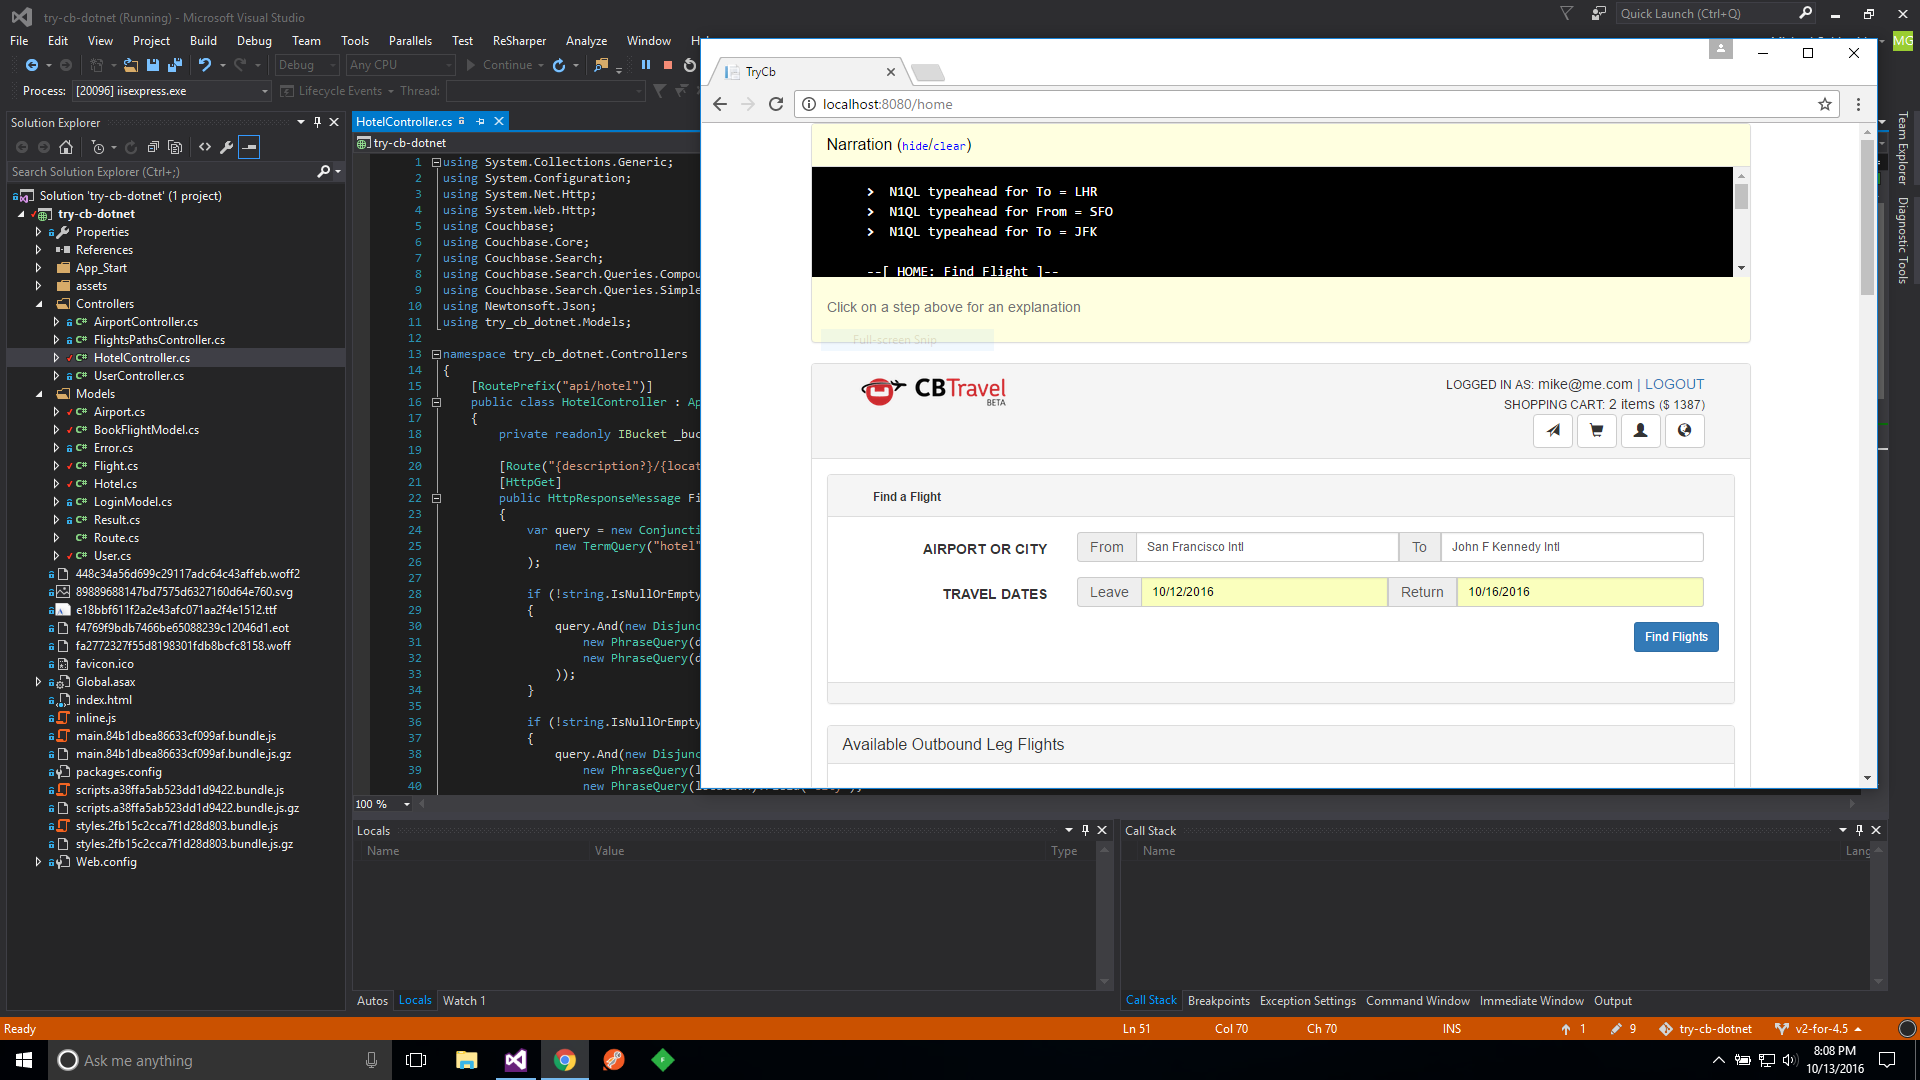 try-cb-dotnet (Running) - Microsoft Visual Studio
Quick Launch (Ctrl+Q)
File Edit View Project Build Debug Team Tools Parallels Test ReSharper Analyze Window
MG
Debug Any CPU Continue
Process: [20096] iisexpress.exe Lifecycle Events Thread:
Solution Explorer
Search Solution Explorer (Ctrl+;)
Solution 'try-cb-dotnet' (1 project)
try-cb-dotnet
Properties
References
App_Start
assets
Controllers
C# AirportController.cs
C# FlightsPathsController.cs
C# HotelController.cs
C# UserController.cs
Models
C# Airport.cs
C# BookFlightModel.cs
C# Error.cs
C# Flight.cs
C# Hotel.cs
C# LoginModel.cs
C# Result.cs
C# Route.cs
C# User.cs
448c34a56d699c29117adc64c43affeb.woff2
89889688147bd7575d6327160d64e760.svg
e18bbf611f2a2e43afc071aa2f4e1512.ttf
f4769f9bdb7466be65088239c12046d1.eot
fa2772327f55d8198301fdb8bcfc8158.woff
favicon.ico
Global.asax
index.html
inline.js
main.84b1dbea86633cf099af.bundle.js
main.84b1dbea86633cf099af.bundle.js.gz
packages.config
scripts.a38ffa5ab523dd1d9422.bundle.js
scripts.a38ffa5ab523dd1d9422.bundle.js.gz
styles.2fb15c2cca7f1d28d803.bundle.js
styles.2fb15c2cca7f1d28d803.bundle.js.gz
Web.config
HotelController.cs
try-cb-dotnet
1 using System.Collections.Generic;
2 using System.Configuration;
3 using System.Net.Http;
4 using System.Web.Http;
5 using Couchbase;
6 using Couchbase.Core;
7 using Couchbase.Search;
8 using Couchbase.Search.Queries.Compou
9 using Couchbase.Search.Queries.Simple
10 using Newtonsoft.Json;
11 using try_cb_dotnet.Models;
12
13 namespace try_cb_dotnet.Controllers
14 {
15 [RoutePrefix("api/hotel")]
16 public class HotelController : Ap
17 {
18 private readonly IBucket _buc
19
20 [Route("{description?}/{locat
21 [HttpGet]
22 public HttpResponseMessage Fi
23 {
24 var query = new Conjuncti
25 new TermQuery("hotel"
26 );
27
28 if (!string.IsNullOrEmpty
29 {
30 query.And(new Disjunc
31 new PhraseQuery(d
32 new PhraseQuery(d
33 ));
34 }
35
36 if (!string.IsNullOrEmpty
37 {
38 query.And(new Disjunc
39 new PhraseQuery(l
40 new PhraseQuery(
100 %
TryCb
localhost:8080/home
Narration (hide/clear)
> N1QL typeahead for To = LHR
> N1QL typeahead for From = SFO
> N1QL typeahead for To = JFK
--[ HOME: Find Flight ]--
Click on a step above for an explanation
Full-screen Snip
CBTravel
BETA
LOGGED IN AS: mike@me.com | LOGOUT
SHOPPING CART: 2 items ($ 1387)
Find a Flight
AIRPORT OR CITY From San Francisco Intl To John F Kennedy Intl
TRAVEL DATES Leave 10/12/2016 Return 10/16/2016
Find Flights
Available Outbound Leg Flights
Team Explorer
Diagnostic Tools
Locals
Name Value Type
Autos Locals Watch 1
Call Stack
Name Lang
Call Stack Breakpoints Exception Settings Command Window Immediate Window Output
Ready Ln 51 Col 70 Ch 70 INS 1 9 try-cb-dotnet v2-for-4.5
Ask me anything
8:08 PM
10/13/2016